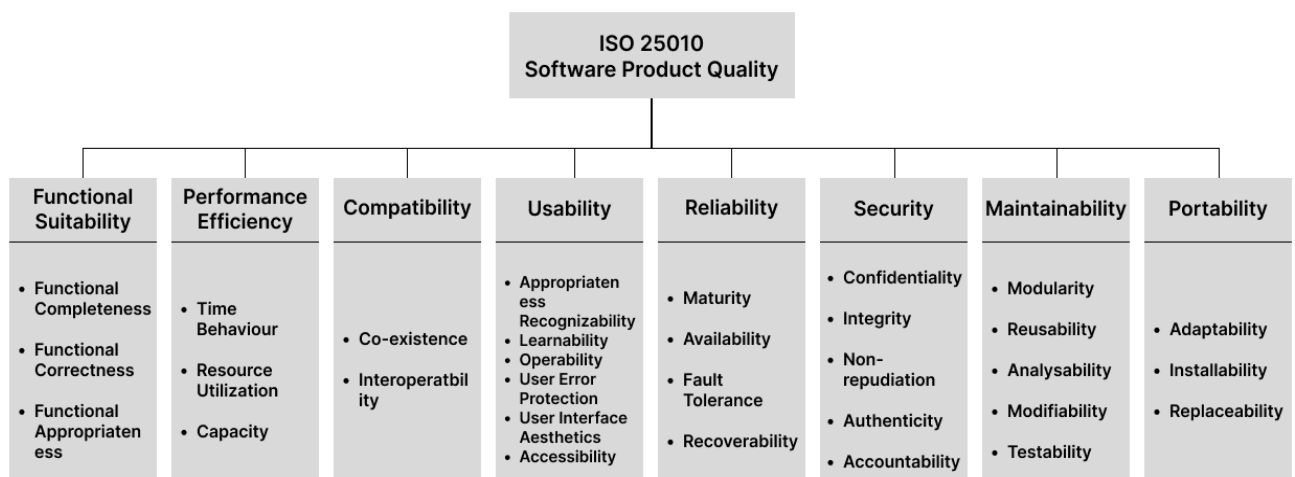 ISO 25010
Software Product Quality
Functional
Suitability
• Functional
Completeness
• Functional
Correctness
• Functional
Appropriaten
ess
Performance
Efficiency
• Time
Behaviour
• Resource
Utilization
• Capacity
Compatibility
• Co-existence
• Interoperatbil
ity
Usability
• Appropriaten
ess
Recognizability
• Learnability
• Operability
• User Error
Protection
• User Interface
Aesthetics
• Accessibility
Reliability
• Maturity
• Availability
• Fault
Tolerance
• Recoverability
Security
• Confidentiality
• Integrity
• Non-
repudiation
• Authenticity
• Accountability
Maintainability
• Modularity
• Reusability
• Analysability
• Modifiability
• Testability
Portability
• Adaptability
• Installability
• Replaceability